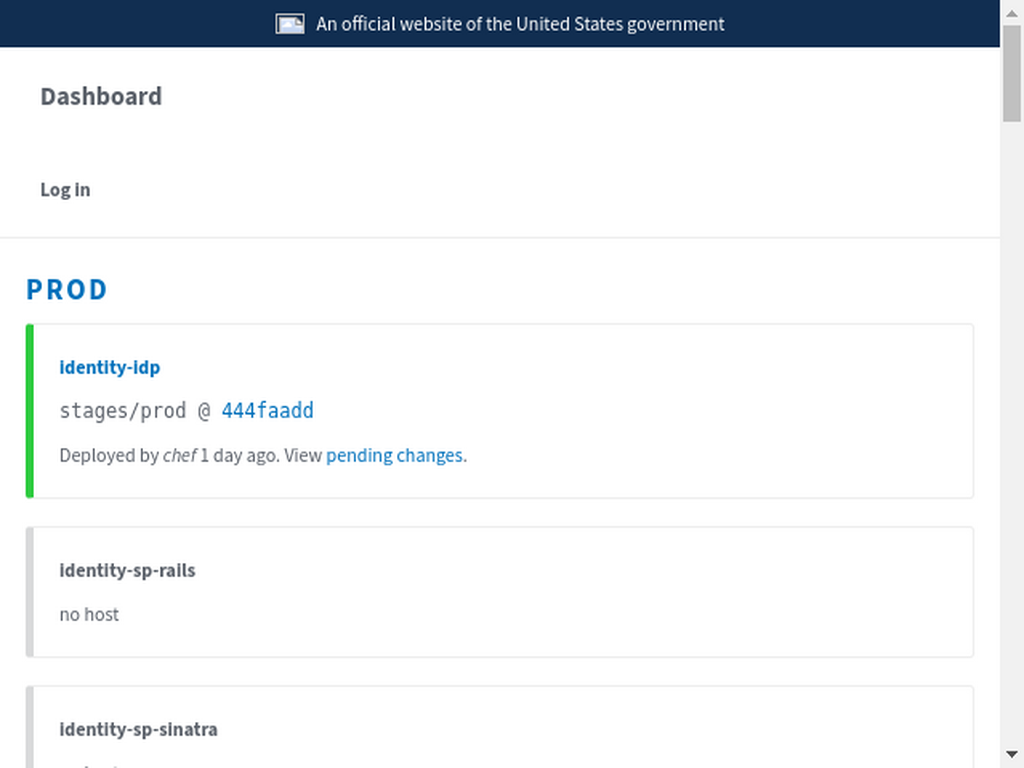 An official website of the United States government
Dashboard
Log in
PROD
identity-idp
stages/prod @ 444faadd
Deployed by chef 1 day ago. View pending changes.
identity-sp-rails
no host
identity-sp-sinatra